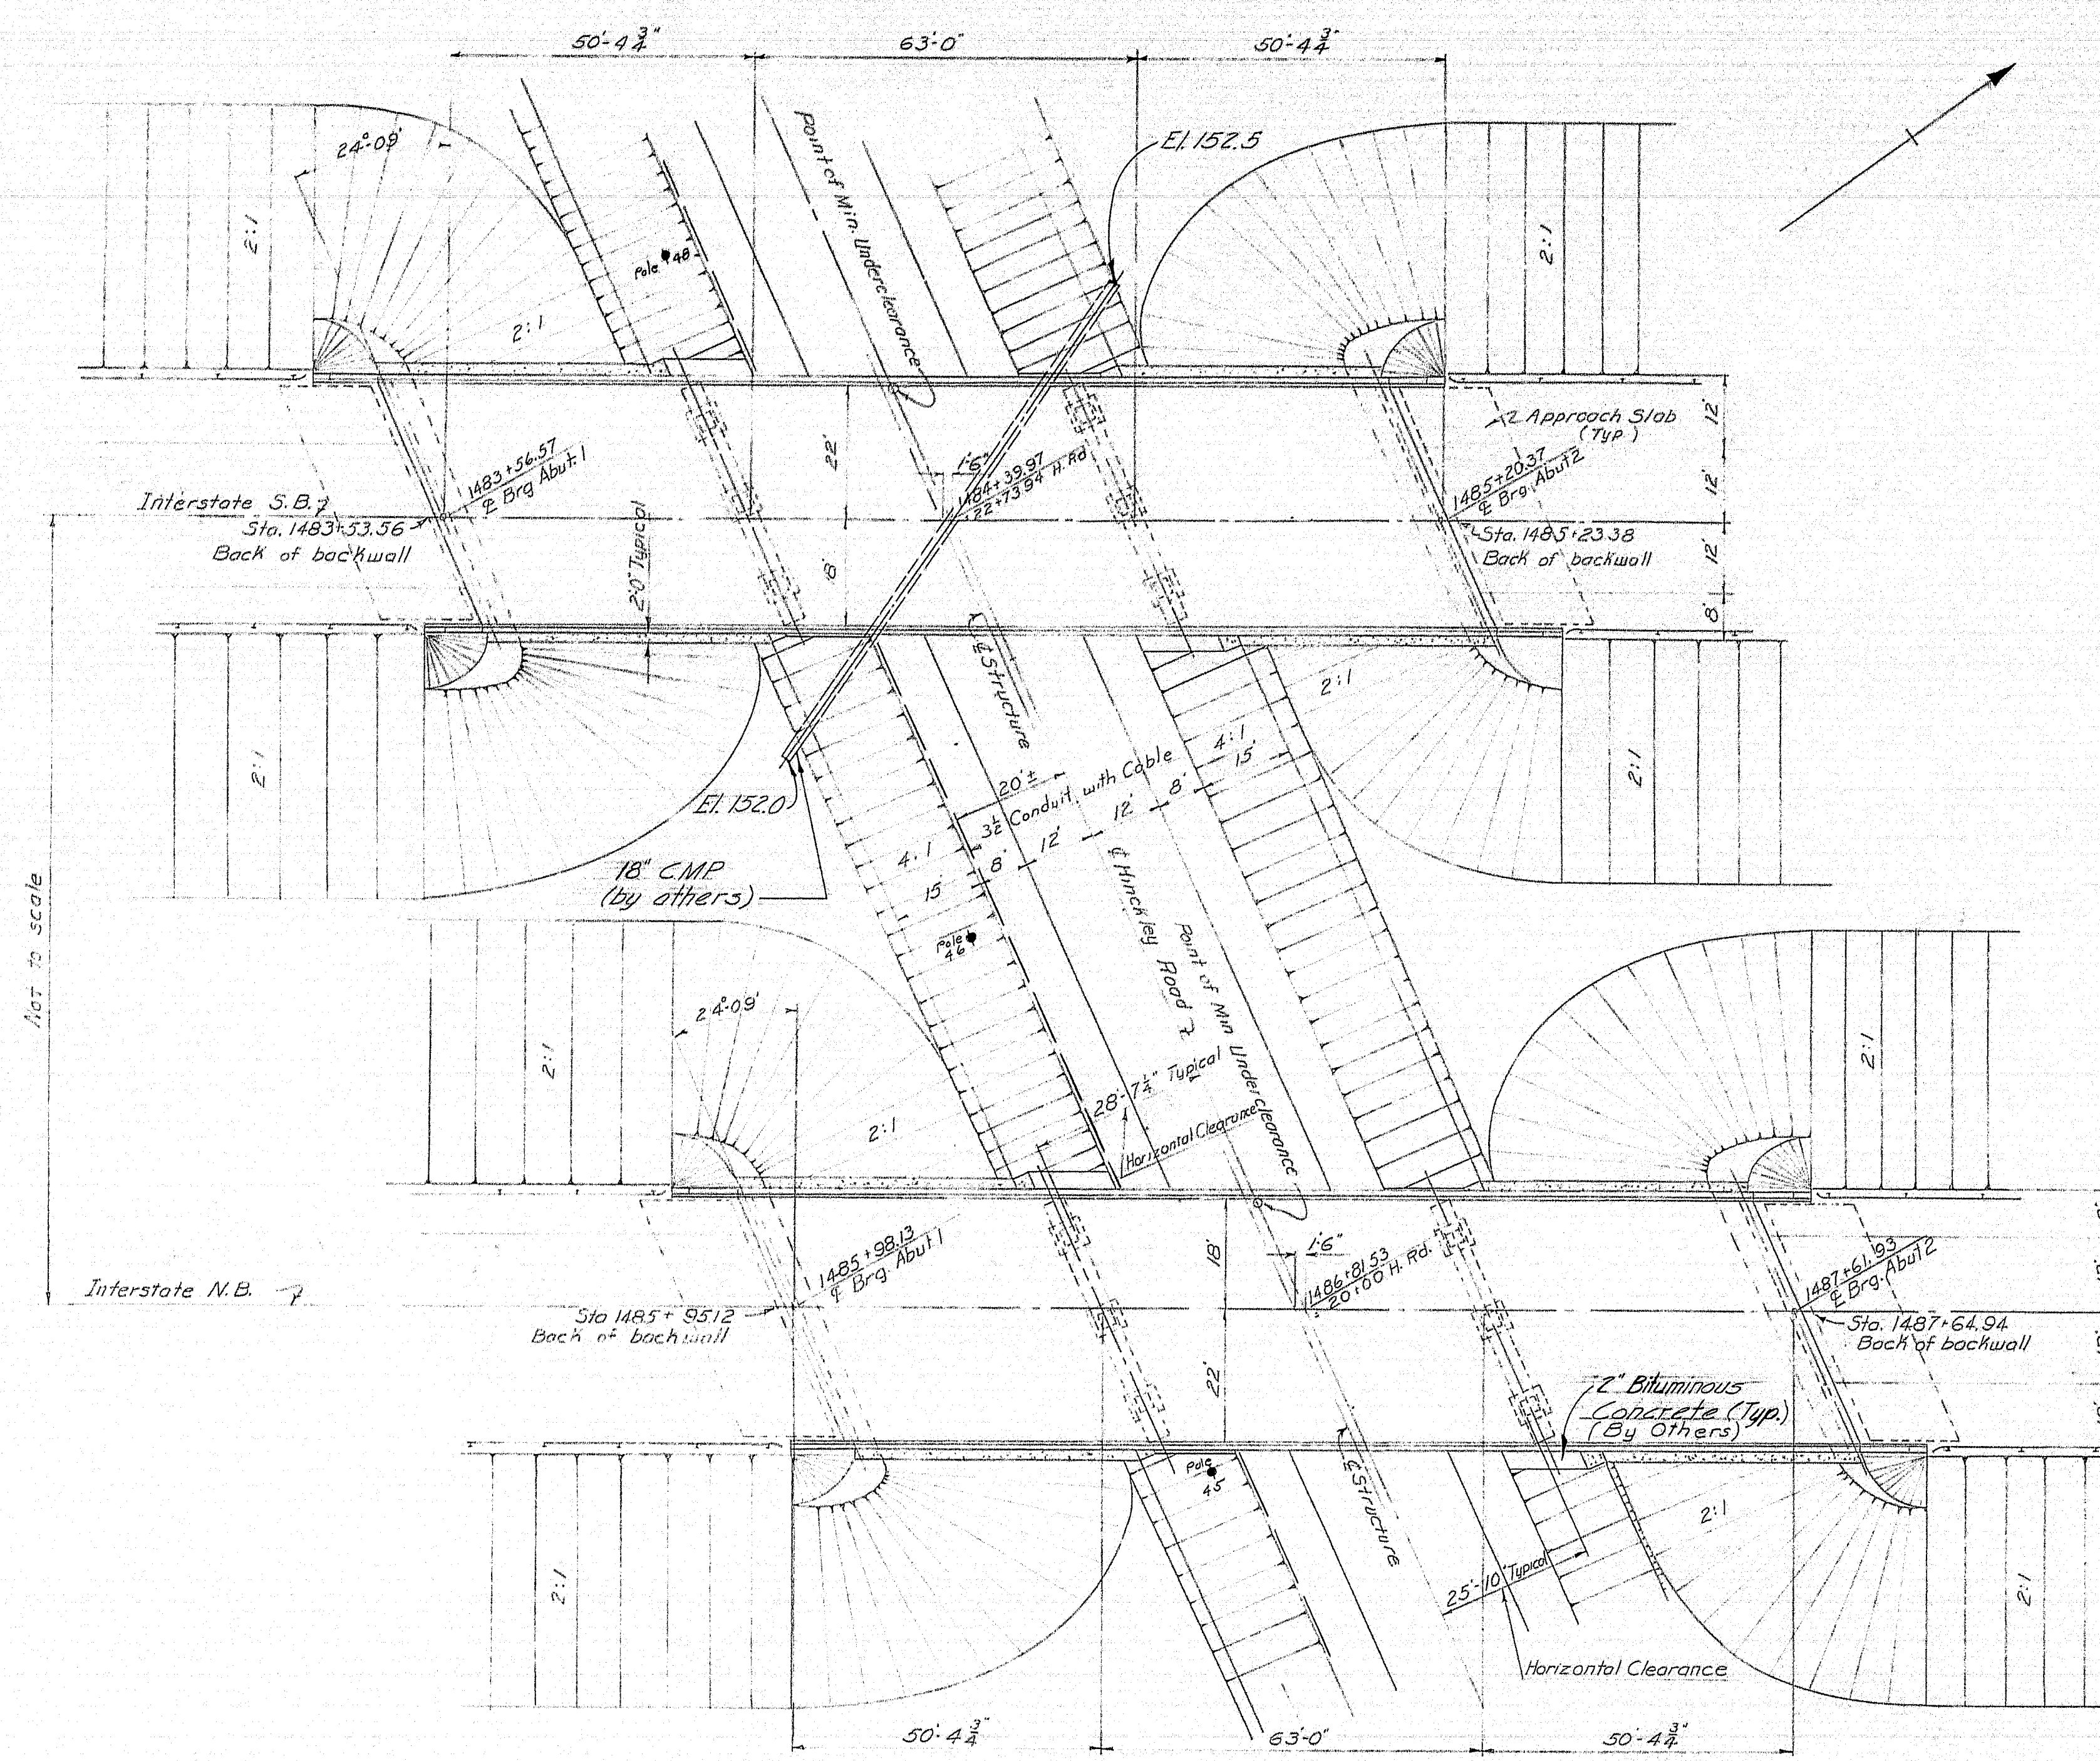 50'-4 3/4"
63'-0"
50'-4 3/4"
24°-09'
Point of Min. Underclearance
El. 152.5
2:1
2:1
Pole 48
2:1
2 Approach Slab
(Typ.)
12'
22'
1483+56.57
℄ Brg Abut. 1
1'-6"
1484+39.97
22+73.94 H. Rd
1485+20.37
℄ Brg. Abut 2
12'
Interstate S.B.
Sta. 1483+53.56
Back of backwall
Sta. 1485+23.38
Back of backwall
2'-0" Typical
8'
12'
8'
℄ Structure
2:1
2:1
2:1
4:1
15'
20'±
3½ Conduit with Cable
12'
8'
El. 152.0
4:1
8'
12'
15'
18" C.M.P.
(by others)
Not to scale
℄ Hinckley Road
Pole
46
Point of Min Underclearance
24°-09'
2:1
2:1
2:1
28'-7¼" Typical
Horizontal Clearance
1485+98.13
℄ Brg. Abut 1
18'
1'-6"
1486+81.53
20+00 H. Rd.
1487+61.93
℄ Brg. Abut 2
Interstate N.B.
Sta 1485+95.12
Back of backwall
Sta. 1487+64.94
Back of backwall
22'
2" Bituminous
Concrete (Typ.)
(By Others)
Pole
45
℄ Structure
2:1
2:1
25'-10" Typical
2:1
Horizontal Clearance
50'-4 3/4"
63'-0"
50'-4 3/4"